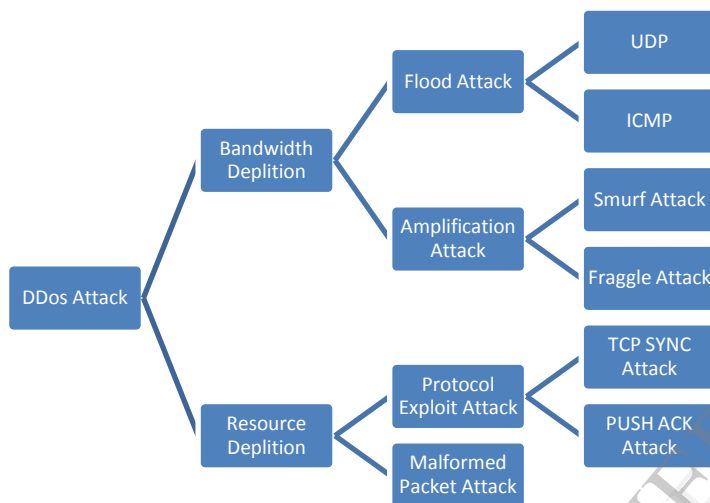 UDP
Flood Attack
ICMP
Bandwidth
Deplition
Smurf Attack
Amplification
Attack
Fraggle Attack
DDos Attack
TCP SYNC
Attack
Protocol
Exploit Attack
PUSH ACK
Attack
Resource
Deplition
Malformed
Packet Attack